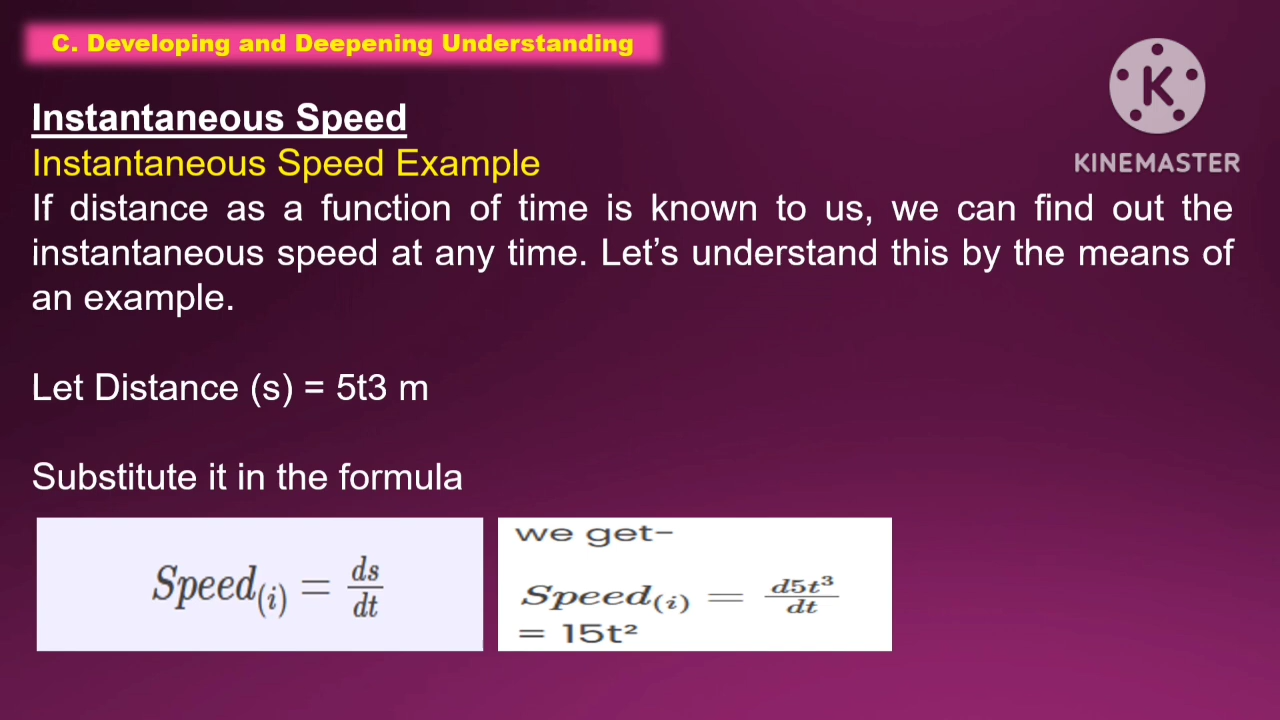 C. Developing and Deepening Understanding
K
KINEMASTER
Instantaneous Speed
Instantaneous Speed Example
If distance as a function of time is known to us, we can find out the
instantaneous speed at any time. Let’s understand this by the means of
an example.
Let Distance (s) = 5t3 m
Substitute it in the formula
Speed₍ᵢ₎ = ds/dt
we get-
Speed₍ᵢ₎ = d5t³/dt
= 15t²